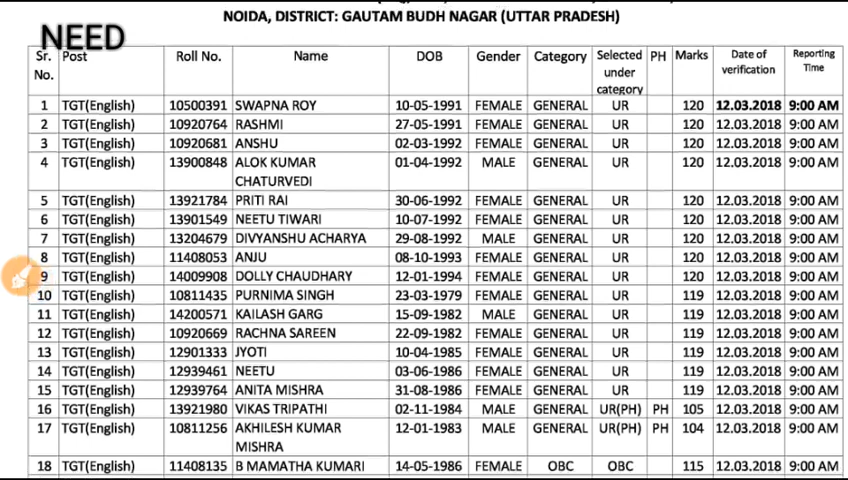 NOIDA, DISTRICT: GAUTAM BUDH NAGAR (UTTAR PRADESH)
NEED
Sr. No. Post Roll No. Name DOB Gender Category Selected under category PH Marks Date of verification Reporting Time
1 TGT(English) 10500391 SWAPNA ROY 10-05-1991 FEMALE GENERAL UR 120 12.03.2018 9:00 AM
2 TGT(English) 10920764 RASHMI 27-05-1991 FEMALE GENERAL UR 120 12.03.2018 9:00 AM
3 TGT(English) 10920681 ANSHU 02-03-1992 FEMALE GENERAL UR 120 12.03.2018 9:00 AM
4 TGT(English) 13900848 ALOK KUMAR CHATURVEDI 01-04-1992 MALE GENERAL UR 120 12.03.2018 9:00 AM
5 TGT(English) 13921784 PRITI RAI 30-06-1992 FEMALE GENERAL UR 120 12.03.2018 9:00 AM
6 TGT(English) 13901549 NEETU TIWARI 10-07-1992 FEMALE GENERAL UR 120 12.03.2018 9:00 AM
7 TGT(English) 13204679 DIVYANSHU ACHARYA 29-08-1992 MALE GENERAL UR 120 12.03.2018 9:00 AM
8 TGT(English) 11408053 ANJU 08-10-1993 FEMALE GENERAL UR 120 12.03.2018 9:00 AM
9 TGT(English) 14009908 DOLLY CHAUDHARY 12-01-1994 FEMALE GENERAL UR 120 12.03.2018 9:00 AM
10 TGT(English) 10811435 PURNIMA SINGH 23-03-1979 FEMALE GENERAL UR 119 12.03.2018 9:00 AM
11 TGT(English) 14200571 KAILASH GARG 15-09-1982 MALE GENERAL UR 119 12.03.2018 9:00 AM
12 TGT(English) 10920669 RACHNA SAREEN 22-09-1982 FEMALE GENERAL UR 119 12.03.2018 9:00 AM
13 TGT(English) 12901333 JYOTI 10-04-1985 FEMALE GENERAL UR 119 12.03.2018 9:00 AM
14 TGT(English) 12939461 NEETU 03-06-1986 FEMALE GENERAL UR 119 12.03.2018 9:00 AM
15 TGT(English) 12939764 ANITA MISHRA 31-08-1986 FEMALE GENERAL UR 119 12.03.2018 9:00 AM
16 TGT(English) 13921980 VIKAS TRIPATHI 02-11-1984 MALE GENERAL UR(PH) PH 105 12.03.2018 9:00 AM
17 TGT(English) 10811256 AKHILESH KUMAR MISHRA 12-01-1983 MALE GENERAL UR(PH) PH 104 12.03.2018 9:00 AM
18 TGT(English) 11408135 B MAMATHA KUMARI 14-05-1986 FEMALE OBC OBC 115 12.03.2018 9:00 AM